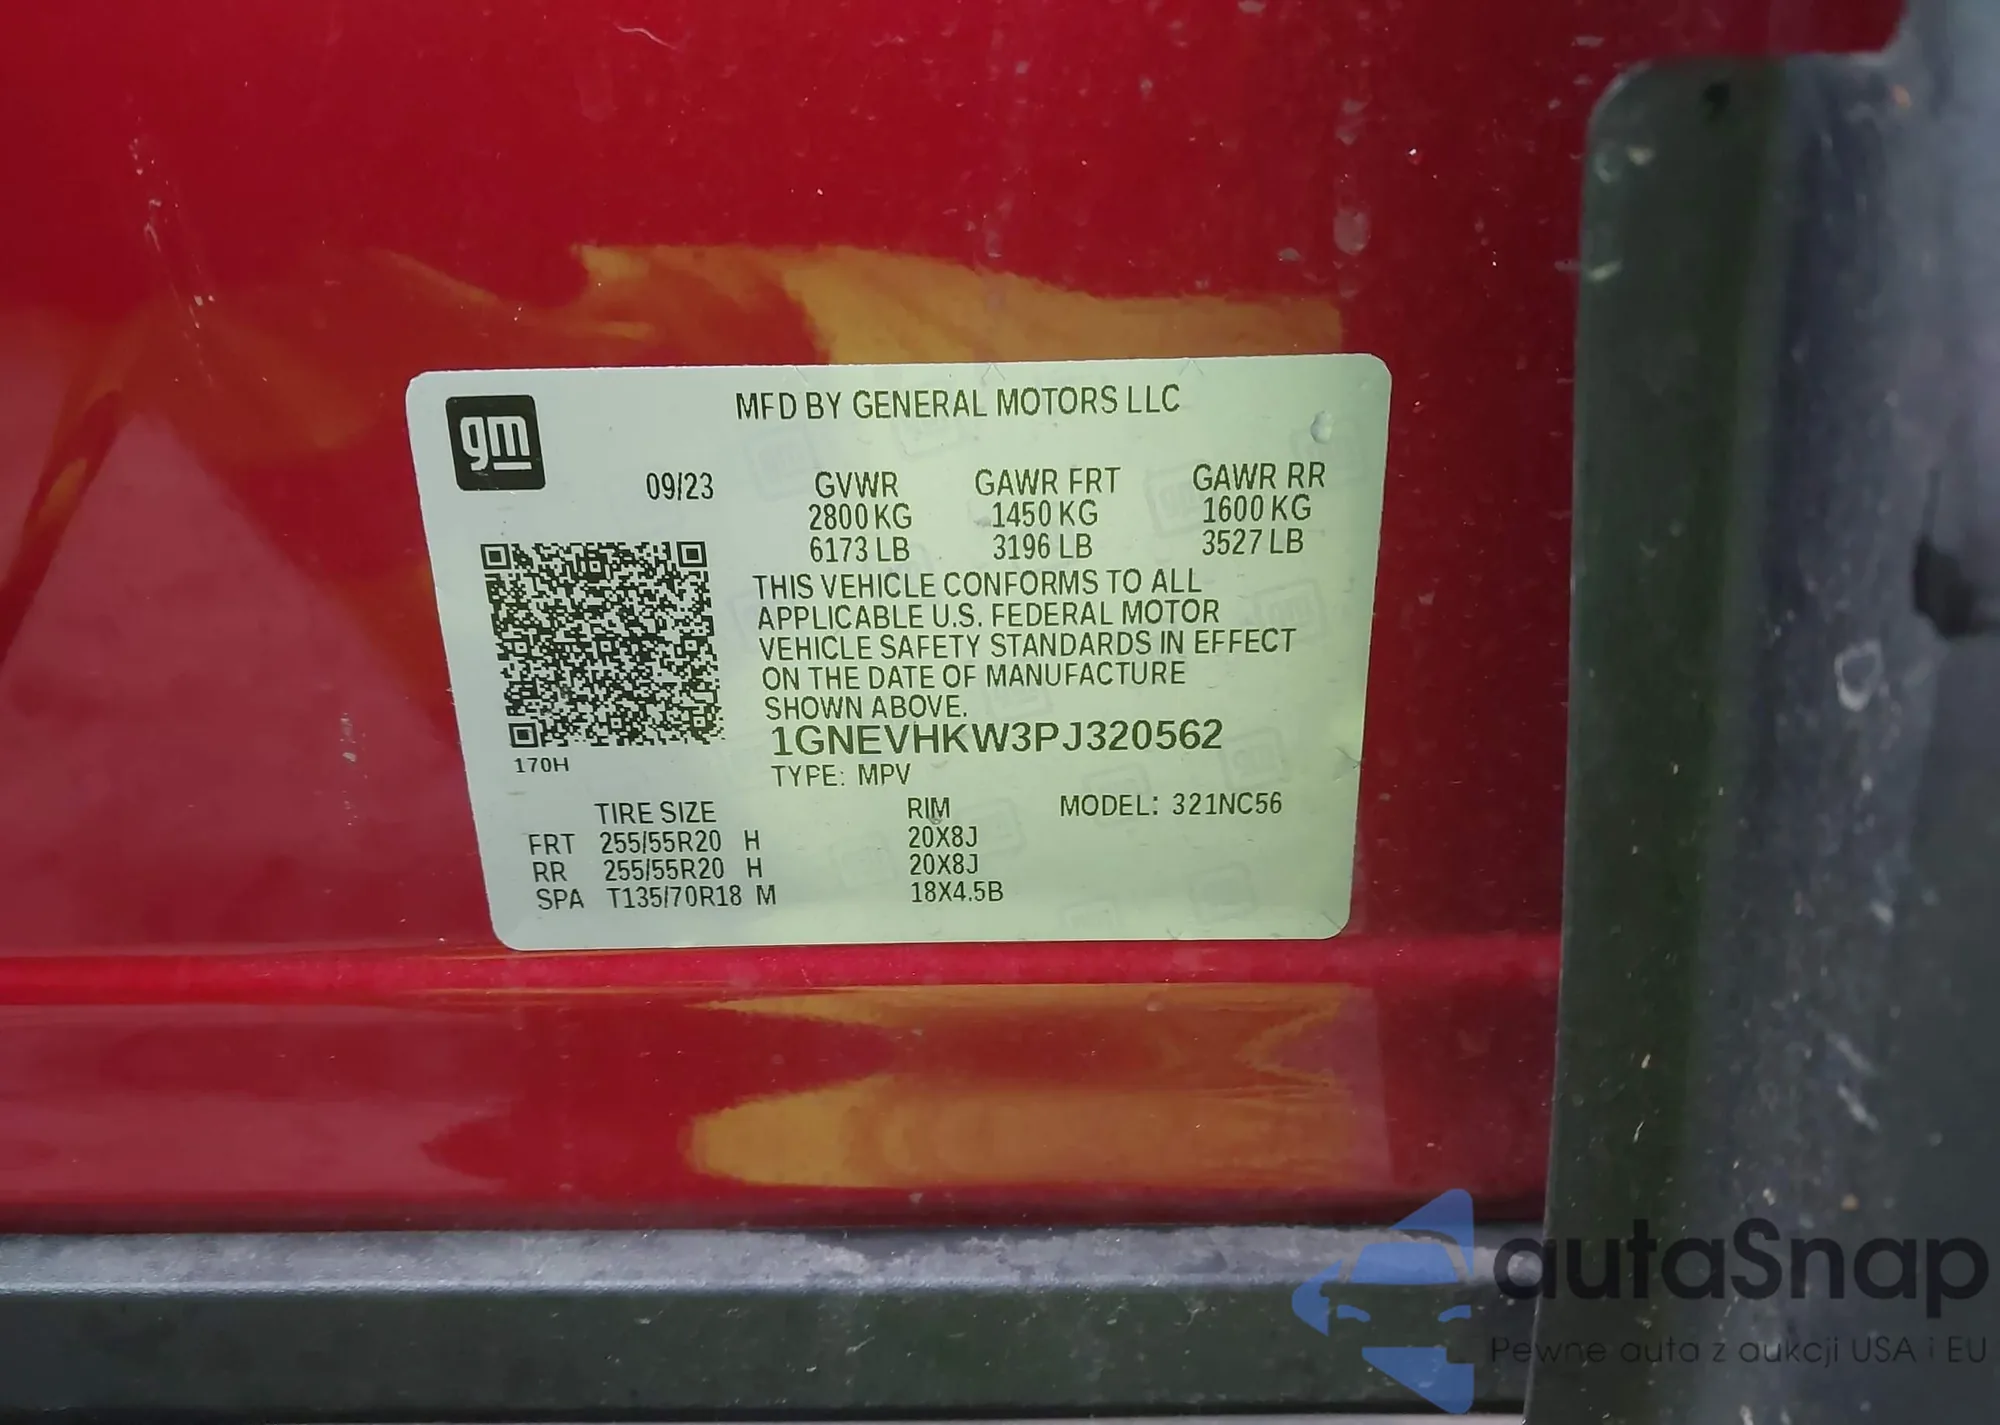 gm
MFD BY GENERAL MOTORS LLC
09/23 GVWR GAWR FRT GAWR RR
2800 KG 1450 KG 1600 KG
6173 LB 3196 LB 3527 LB
THIS VEHICLE CONFORMS TO ALL
APPLICABLE U.S. FEDERAL MOTOR
VEHICLE SAFETY STANDARDS IN EFFECT
ON THE DATE OF MANUFACTURE
SHOWN ABOVE.
1GNEVHKW3PJ320562
170H
TYPE: MPV
TIRE SIZE RIM MODEL: 321NC56
FRT 255/55R20 H 20X8J
RR 255/55R20 H 20X8J
SPA T135/70R18 M 18X4.5B
autaSnap
Pewne auta z aukcji USA i EU